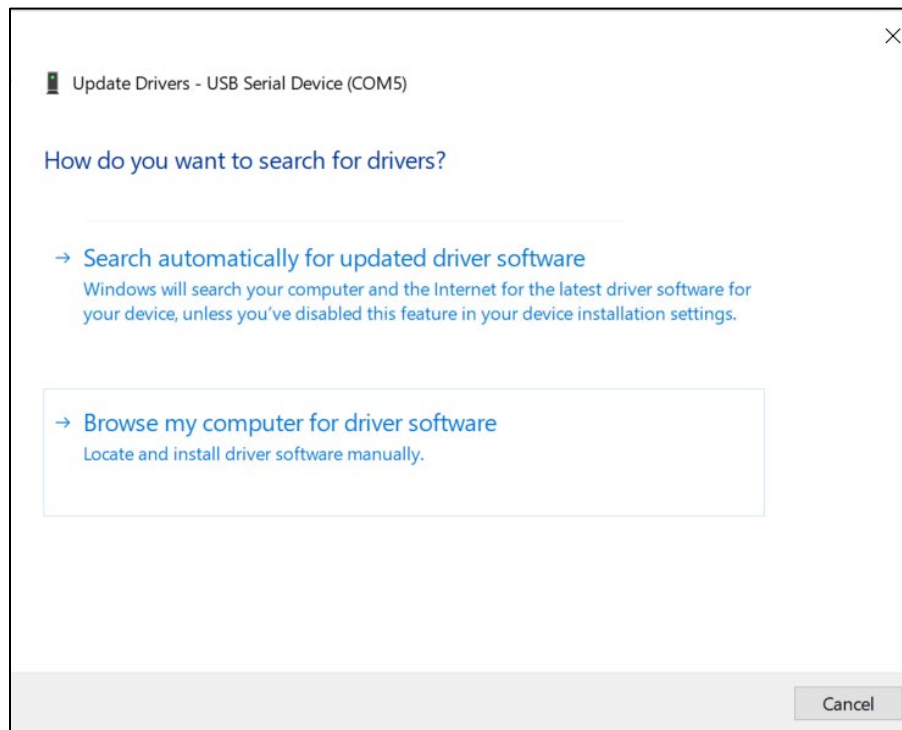 Update Drivers - USB Serial Device (COM5)
How do you want to search for drivers?
→ Search automatically for updated driver software
Windows will search your computer and the Internet for the latest driver software for
your device, unless you’ve disabled this feature in your device installation settings.
→ Browse my computer for driver software
Locate and install driver software manually.
Cancel